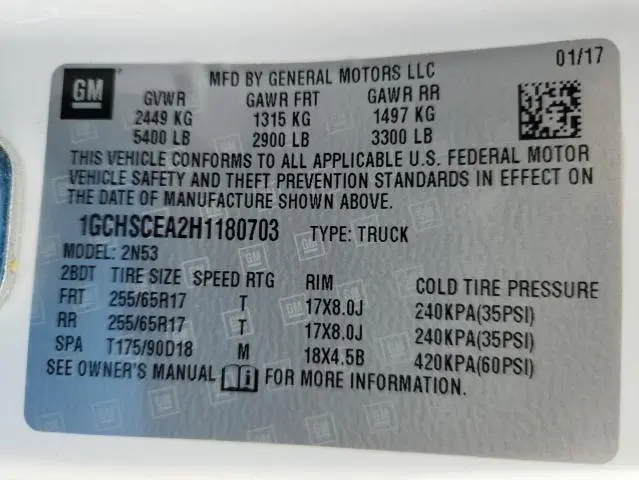 GM
MFD BY GENERAL MOTORS LLC 01/17
GVWR GAWR FRT GAWR RR
2449 KG 1315 KG 1497 KG
5400 LB 2900 LB 3300 LB
THIS VEHICLE CONFORMS TO ALL APPLICABLE U.S. FEDERAL MOTOR
VEHICLE SAFETY AND THEFT PREVENTION STANDARDS IN EFFECT ON
THE DATE OF MANUFACTURE SHOWN ABOVE.
1GCHSCEA2H1180703 TYPE: TRUCK
MODEL: 2N53
2BDT TIRE SIZE SPEED RTG RIM COLD TIRE PRESSURE
FRT 255/65R17 T 17X8.0J 240KPA(35PSI)
RR 255/65R17 T 17X8.0J 240KPA(35PSI)
SPA T175/90D18 M 18X4.5B 420KPA(60PSI)
SEE OWNER'S MANUAL FOR MORE INFORMATION.